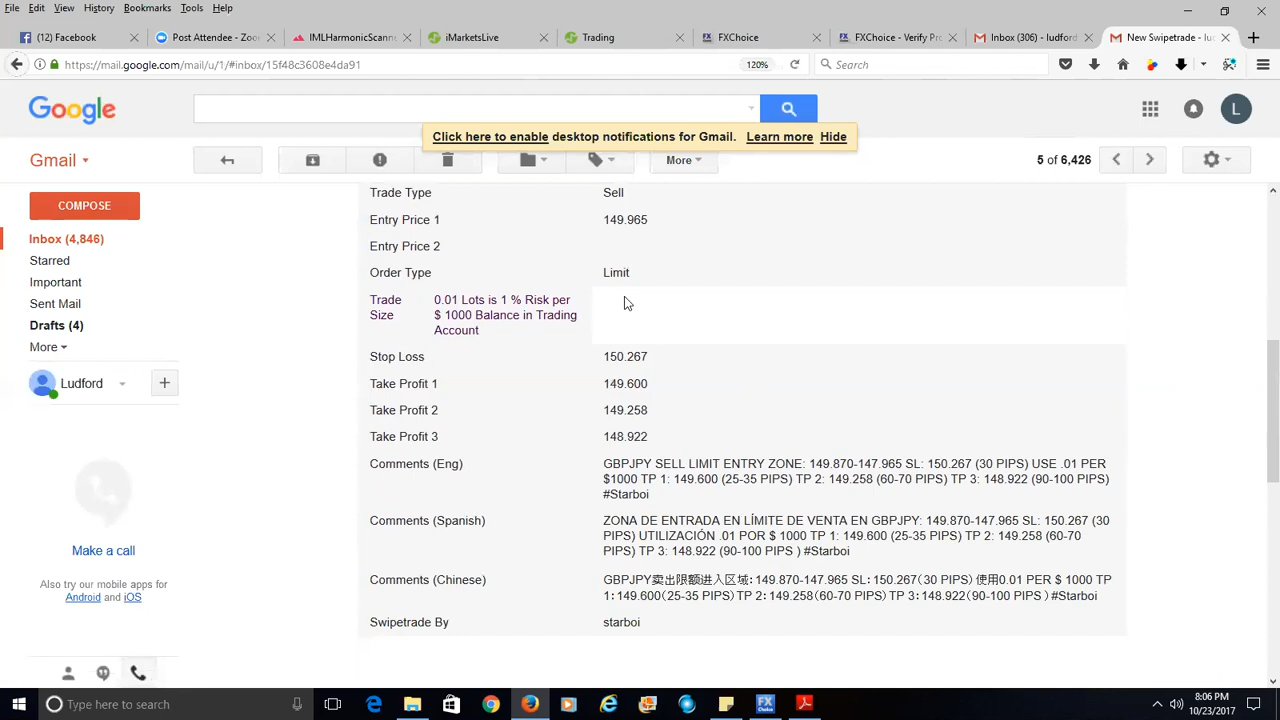 File Edit View History Bookmarks Tools Help
(12) Facebook
Post Attendee - Zoo
IMLHarmonicScannu
iMarketsLive
Trading
FXChoice
FXChoice - Verify Pro
Inbox (306) - ludford
New Swipetrade - lud
https://mail.google.com/mail/u/1/#inbox/15f48c3608e4da91
120%
Search
Google
Click here to enable desktop notifications for Gmail. Learn more Hide
Gmail
More
5 of 6,426
L
COMPOSE
Inbox (4,846)
Starred
Important
Sent Mail
Drafts (4)
More
Ludford
Make a call
Also try our mobile apps for
Android and iOS
Trade Type Sell
Entry Price 1 149.965
Entry Price 2
Order Type Limit
Trade 0.01 Lots is 1 % Risk per
Size $ 1000 Balance in Trading
Account
Stop Loss 150.267
Take Profit 1 149.600
Take Profit 2 149.258
Take Profit 3 148.922
Comments (Eng) GBPJPY SELL LIMIT ENTRY ZONE: 149.870-147.965 SL: 150.267 (30 PIPS) USE .01 PER
$1000 TP 1: 149.600 (25-35 PIPS) TP 2: 149.258 (60-70 PIPS) TP 3: 148.922 (90-100 PIPS)
#Starboi
Comments (Spanish) ZONA DE ENTRADA EN LÍMITE DE VENTA EN GBPJPY: 149.870-147.965 SL: 150.267 (30
PIPS) UTILIZACIÓN .01 POR $ 1000 TP 1: 149.600 (25-35 PIPS) TP 2: 149.258 (60-70
PIPS) TP 3: 148.922 (90-100 PIPS ) #Starboi
Comments (Chinese) GBPJPY卖出限额进入区域：149.870-147.965 SL：150.267（30 PIPS）使用0.01 PER $ 1000 TP
1：149.600（25-35 PIPS）TP 2：149.258（60-70 PIPS）TP 3：148.922（90-100 PIPS ）#Starboi
Swipetrade By starboi
Type here to search
FX
Choice
8:06 PM
10/23/2017